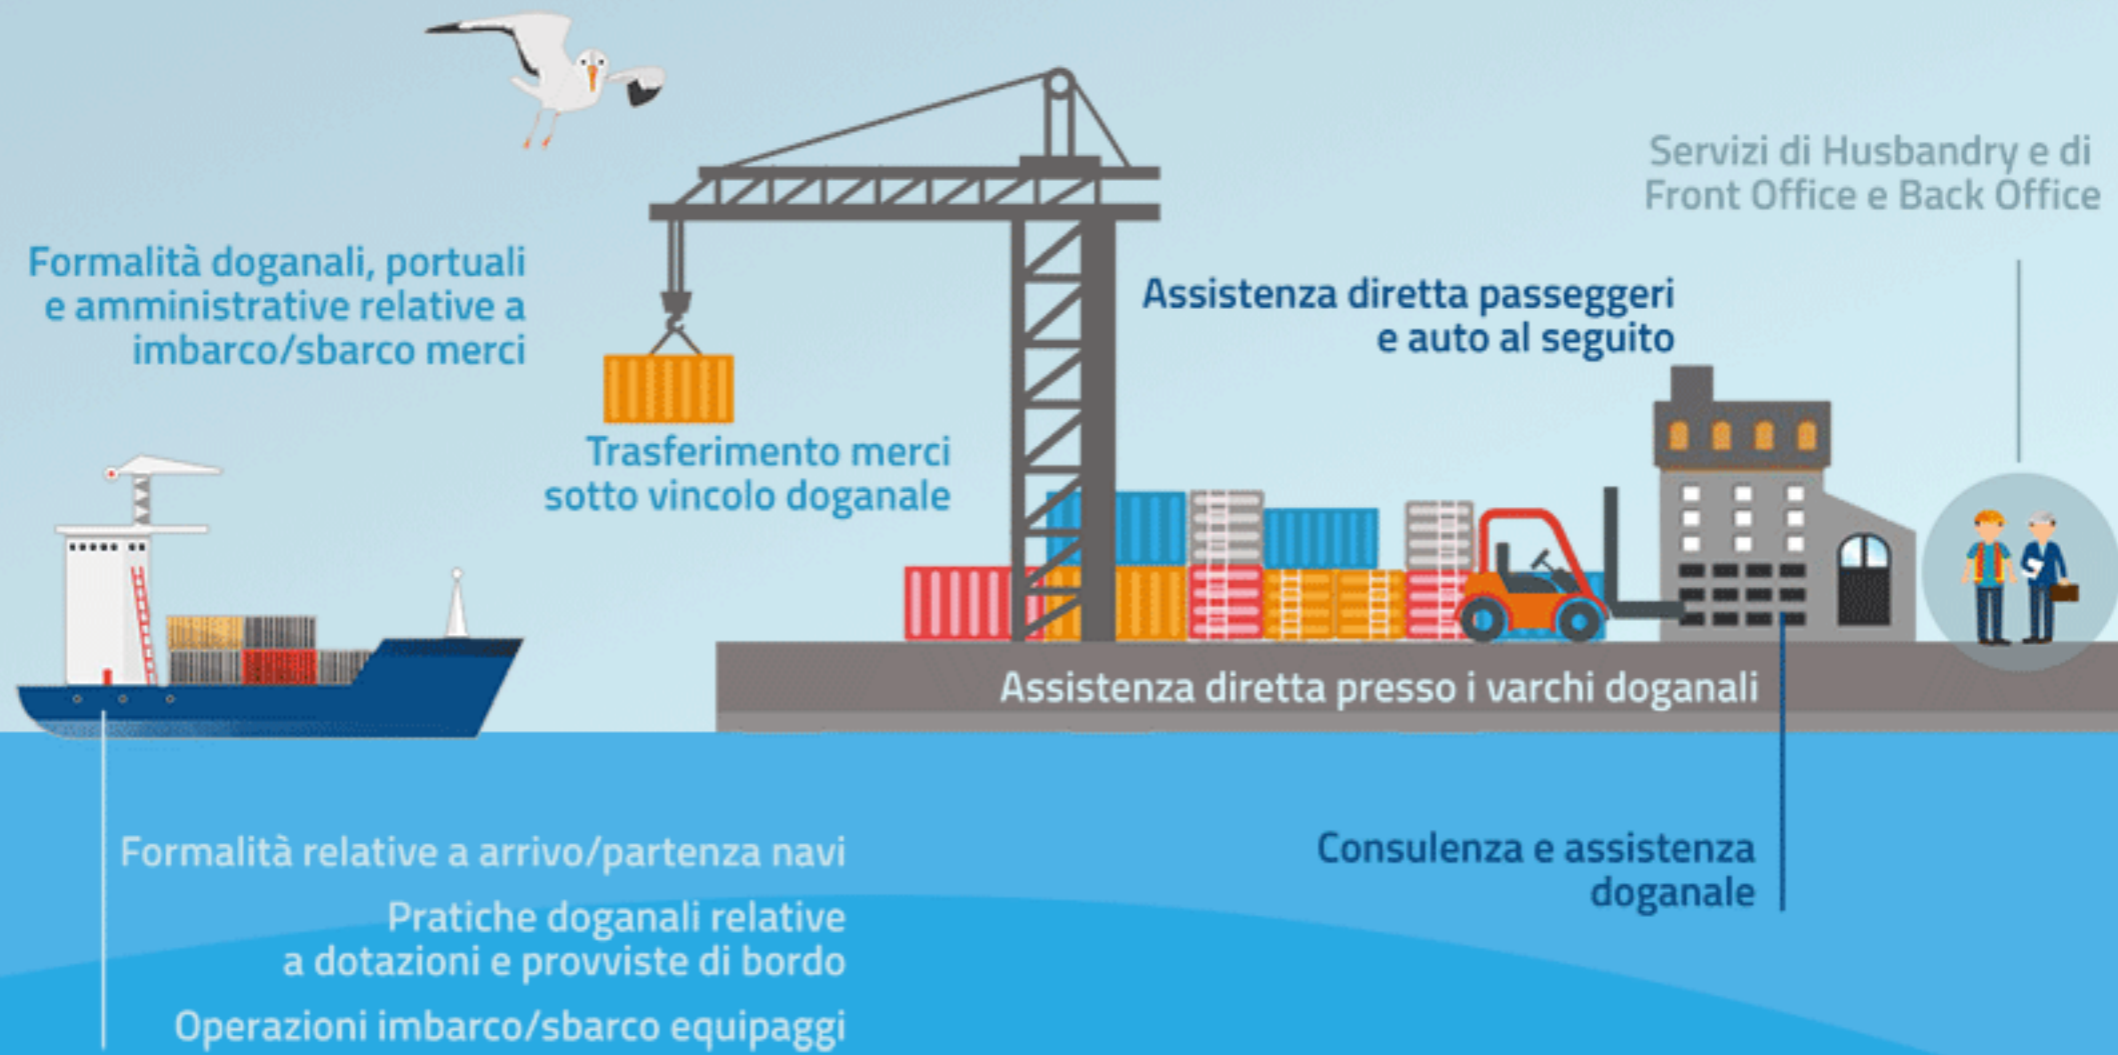 Servizi di Husbandry e di
Front Office e Back Office
Formalità doganali, portuali
e amministrative relative a
imbarco/sbarco merci
Assistenza diretta passeggeri
e auto al seguito
Trasferimento merci
sotto vincolo doganale
Assistenza diretta presso i varchi doganali
Formalità relative a arrivo/partenza navi
Pratiche doganali relative
a dotazioni e provviste di bordo
Operazioni imbarco/sbarco equipaggi
Consulenza e assistenza
doganale